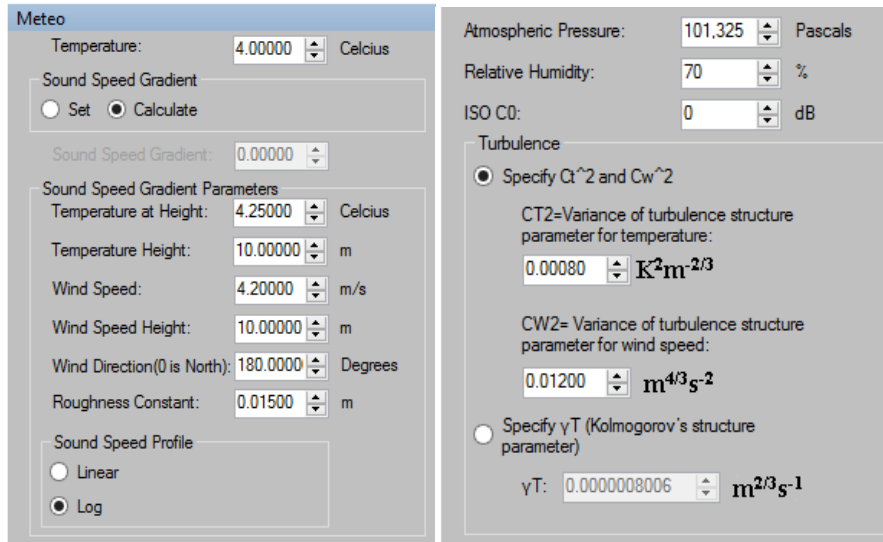 Meteo
Temperature: 4.00000 Celcius
Sound Speed Gradient
Set Calculate
Sound Speed Gradient: 0.00000
Sound Speed Gradient Parameters
Temperature at Height: 4.25000 Celcius
Temperature Height: 10.00000 m
Wind Speed: 4.20000 m/s
Wind Speed Height: 10.00000 m
Wind Direction(0 is North): 180.0000 Degrees
Roughness Constant: 0.01500 m
Sound Speed Profile
Linear
Log
Atmospheric Pressure: 101,325 Pascals
Relative Humidity: 70 %
ISO C0: 0 dB
Turbulence
Specify Ct^2 and Cw^2
CT2=Variance of turbulence structure
parameter for temperature:
0.00080 K²m⁻²/³
CW2= Variance of turbulence structure
parameter for wind speed:
0.01200 m⁴/³s⁻²
Specify γT (Kolmogorov's structure
parameter)
γT: 0.0000008006 m²/³s⁻¹